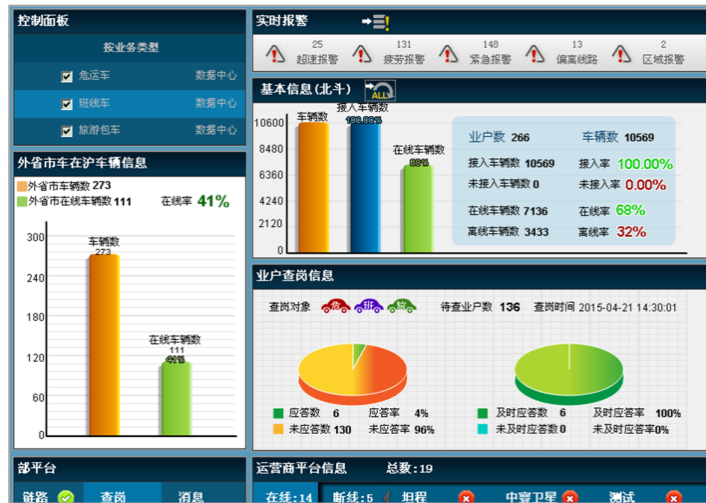 控制面板
按业务类型
危运车 数据中心
班线车 数据中心
旅游包车 数据中心
外省市车在沪车辆信息
外省市车辆数 273
外省市在线车辆数 111 在线率 41%
300
240
180
120
60
0
车辆数
273
在线车辆数
111
实时报警
25 131 148 13 2
超速报警 疲劳报警 紧急报警 偏离线路 区域报警
基本信息(北斗) ALL
10600
8480
6360
4240
2120
0
车辆数
接入车辆数
100.00%
在线车辆数
68%
业户数 266 车辆数 10569
接入车辆数 10569 接入率 100.00%
未接入车辆数 0 未接入率 0.00%
在线车辆数 7136 在线率 68%
离线车辆数 3433 离线率 32%
业户查岗信息
查岗对象 危 班 旅 待查业户数 136 查岗时间 2015-04-21 14:30:01
应答数 6 应答率 4%
未应答数 130 未应答率 96%
及时应答数 6 及时应答率 100%
未及时应答数 0 未及时应答率0%
部平台
链路 查岗 消息
运营商平台信息 总数:19
在线:14 断线:5 坦程 中寰卫星 测试